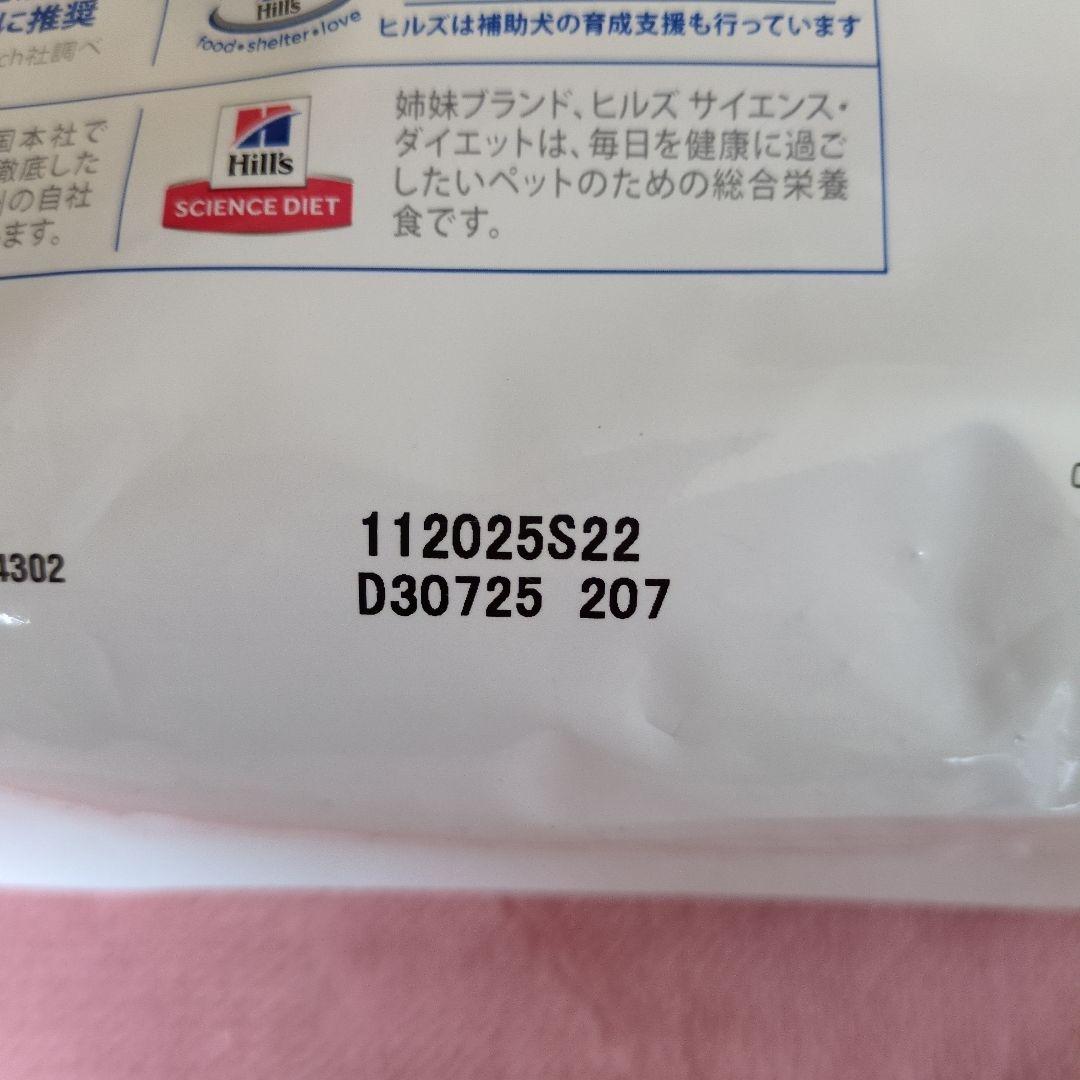 に推奨
ch社調べ
Hill's
food•shelter•love
ヒルズは補助犬の育成支援も行っています
国本社で
徹底した
の自社
ます。
Hill's
SCIENCE DIET
姉妹ブランド、ヒルズ サイエンス・
ダイエットは、毎日を健康に過ご
したいペットのための総合栄養
食です。
4302
112025S22
D30725 207